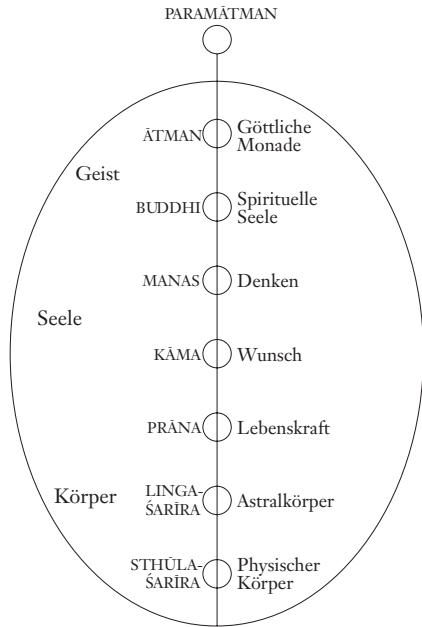 PARAMĀTMAN
ĀTMAN
Göttliche
Monade
Geist
BUDDHI
Spirituelle
Seele
MANAS
Denken
Seele
KĀMA
Wunsch
PRĀNA
Lebenskraft
Körper
LINGA-
ŚARĪRA
Astralkörper
STHŪLA-
ŚARĪRA
Physischer
Körper